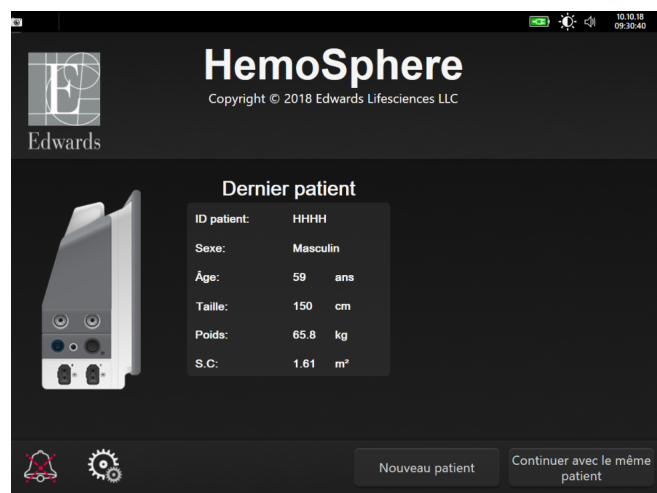 10.10.18
09:30:40
HemoSphere
Copyright © 2018 Edwards Lifesciences LLC
E
Edwards
Dernier patient
ID patient: HHHH
Sexe: Masculin
Âge: 59 ans
Taille: 150 cm
Poids: 65.8 kg
S.C: 1.61 m²
Nouveau patient
Continuer avec le même
patient